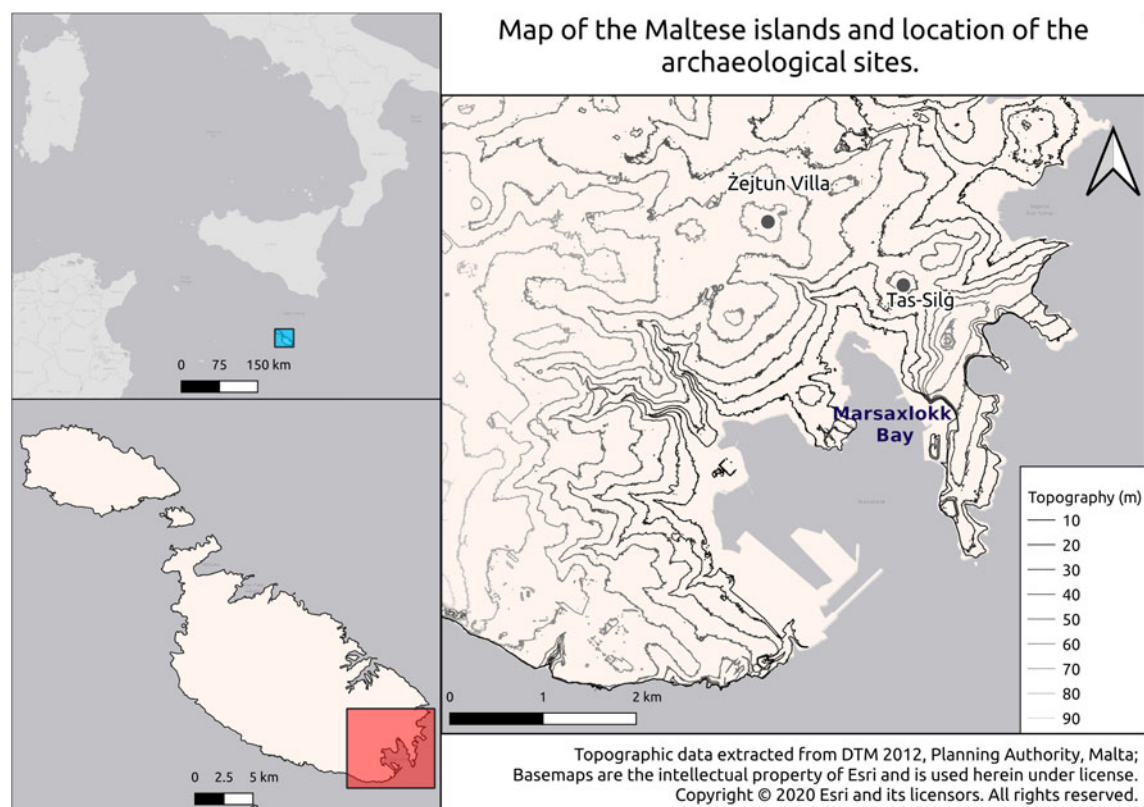 Map of the Maltese islands and location of the
archaeological sites.
0 75 150 km
0 2.5 5 km
Żejtun Villa
Tas-Silġ
Marsaxlokk
Bay
0 1 2 km
Topography (m)
10
20
30
40
50
60
70
80
90
Topographic data extracted from DTM 2012, Planning Authority, Malta;
Basemaps are the intellectual property of Esri and is used herein under license.
Copyright © 2020 Esri and its licensors. All rights reserved.